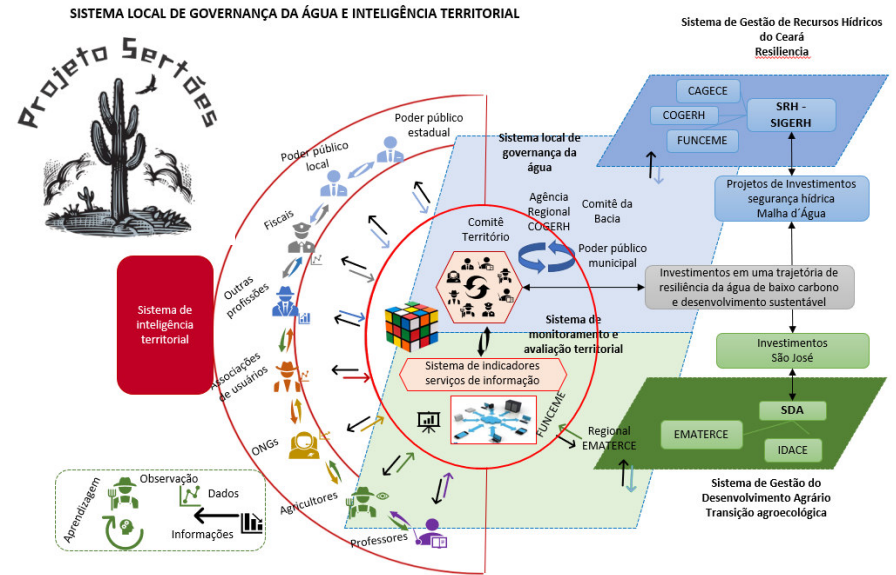 SISTEMA LOCAL DE GOVERNANÇA DA ÁGUA E INTELIGÊNCIA TERRITORIAL
Projeto Sertões
Sistema de Gestão de Recursos Hídricos
do Ceará
Resiliencia
CAGECE
COGERH
FUNCEME
SRH -
SIGERH
Poder público
estadual
Poder público
local
Fiscais
Outras
profissões
Associações
de usuários
ONGs
Agricultores
Professores
Sistema de
inteligência
territorial
Sistema local de
governança da
água
Agência
Regional
COGERH
Comitê da
Bacia
Comitê
Território
Poder público
municipal
Projetos de Investimentos
segurança hídrica
Malha d´Água
Investimentos em uma trajetória de
resiliência da água de baixo carbono
e desenvolvimento sustentável
Sistema de
monitoramento e
avaliação territorial
Sistema de indicadores
serviços de informação
FUNCEME
Regional
EMATERCE
Investimentos
São José
SDA
EMATERCE
IDACE
Sistema de Gestão do
Desenvolvimento Agrário
Transição agroecológica
Aprendizagem
Observação
Dados
Informações